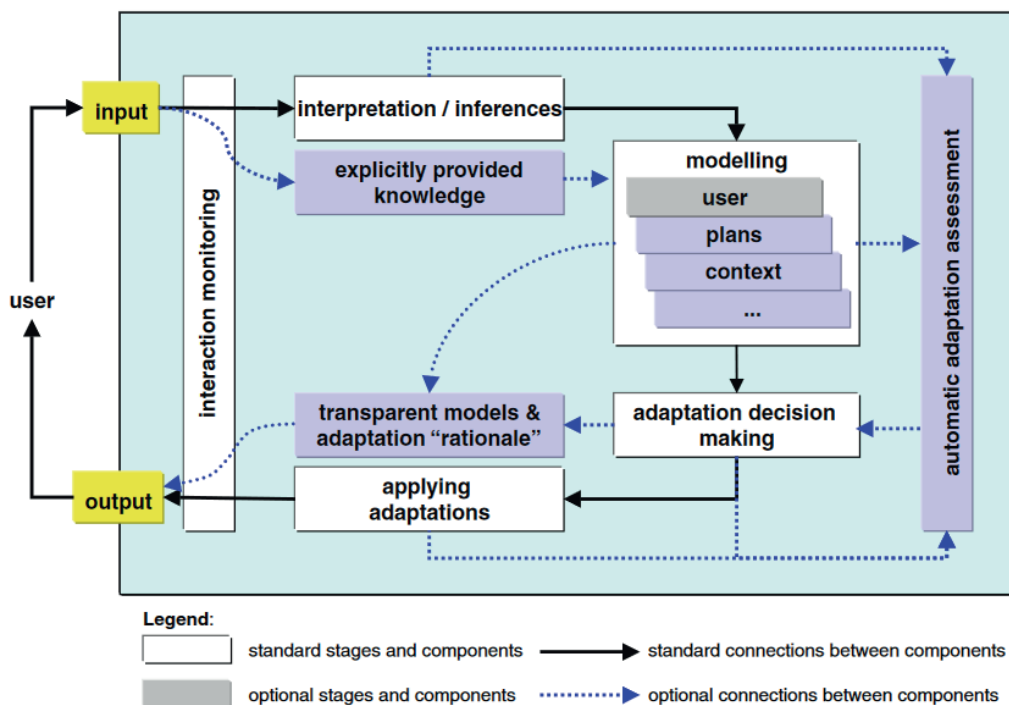 input
interpretation / inferences
explicitly provided
knowledge
modelling
user
plans
context
...
interaction monitoring
automatic adaptation assessment
user
transparent models &
adaptation “rationale”
adaptation decision
making
output
applying
adaptations
Legend:
standard stages and components
standard connections between components
optional stages and components
optional connections between components